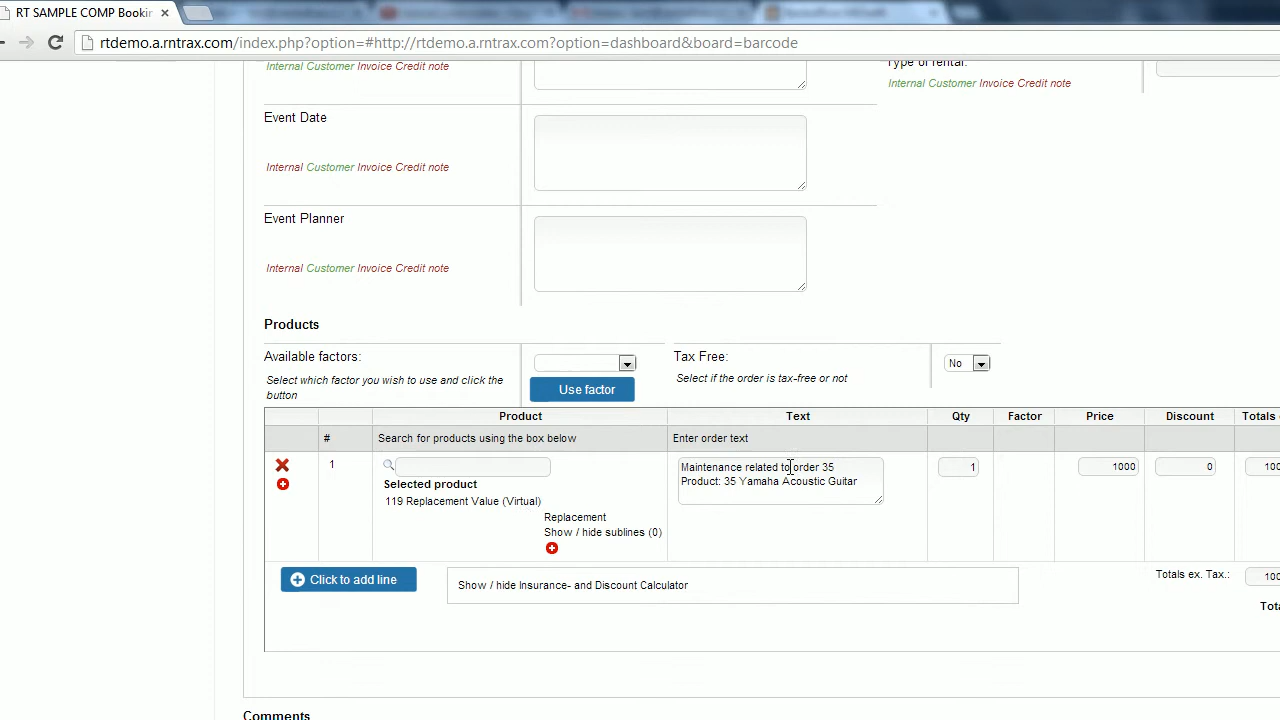 RT SAMPLE COMP Bookin
rtdemo.a.rntrax.com/index.php?option=#http://rtdemo.a.rntrax.com?option=dashboard&board=barcode
Internal Customer Invoice Credit note
Type of rental:
Internal Customer Invoice Credit note
Event Date
Internal Customer Invoice Credit note
Event Planner
Internal Customer Invoice Credit note
Products
Available factors:
Select which factor you wish to use and click the
button
Use factor
Tax Free:
Select if the order is tax-free or not
No
Product Text Qty Factor Price Discount Totals e
# Search for products using the box below Enter order text
1
Selected product
119 Replacement Value (Virtual)
Replacement
Show / hide sublines (0)
Maintenance related to order 35
Product: 35 Yamaha Acoustic Guitar
1 1000 0 100
Click to add line
Show / hide Insurance- and Discount Calculator
Totals ex. Tax.: 100
Tota
Comments